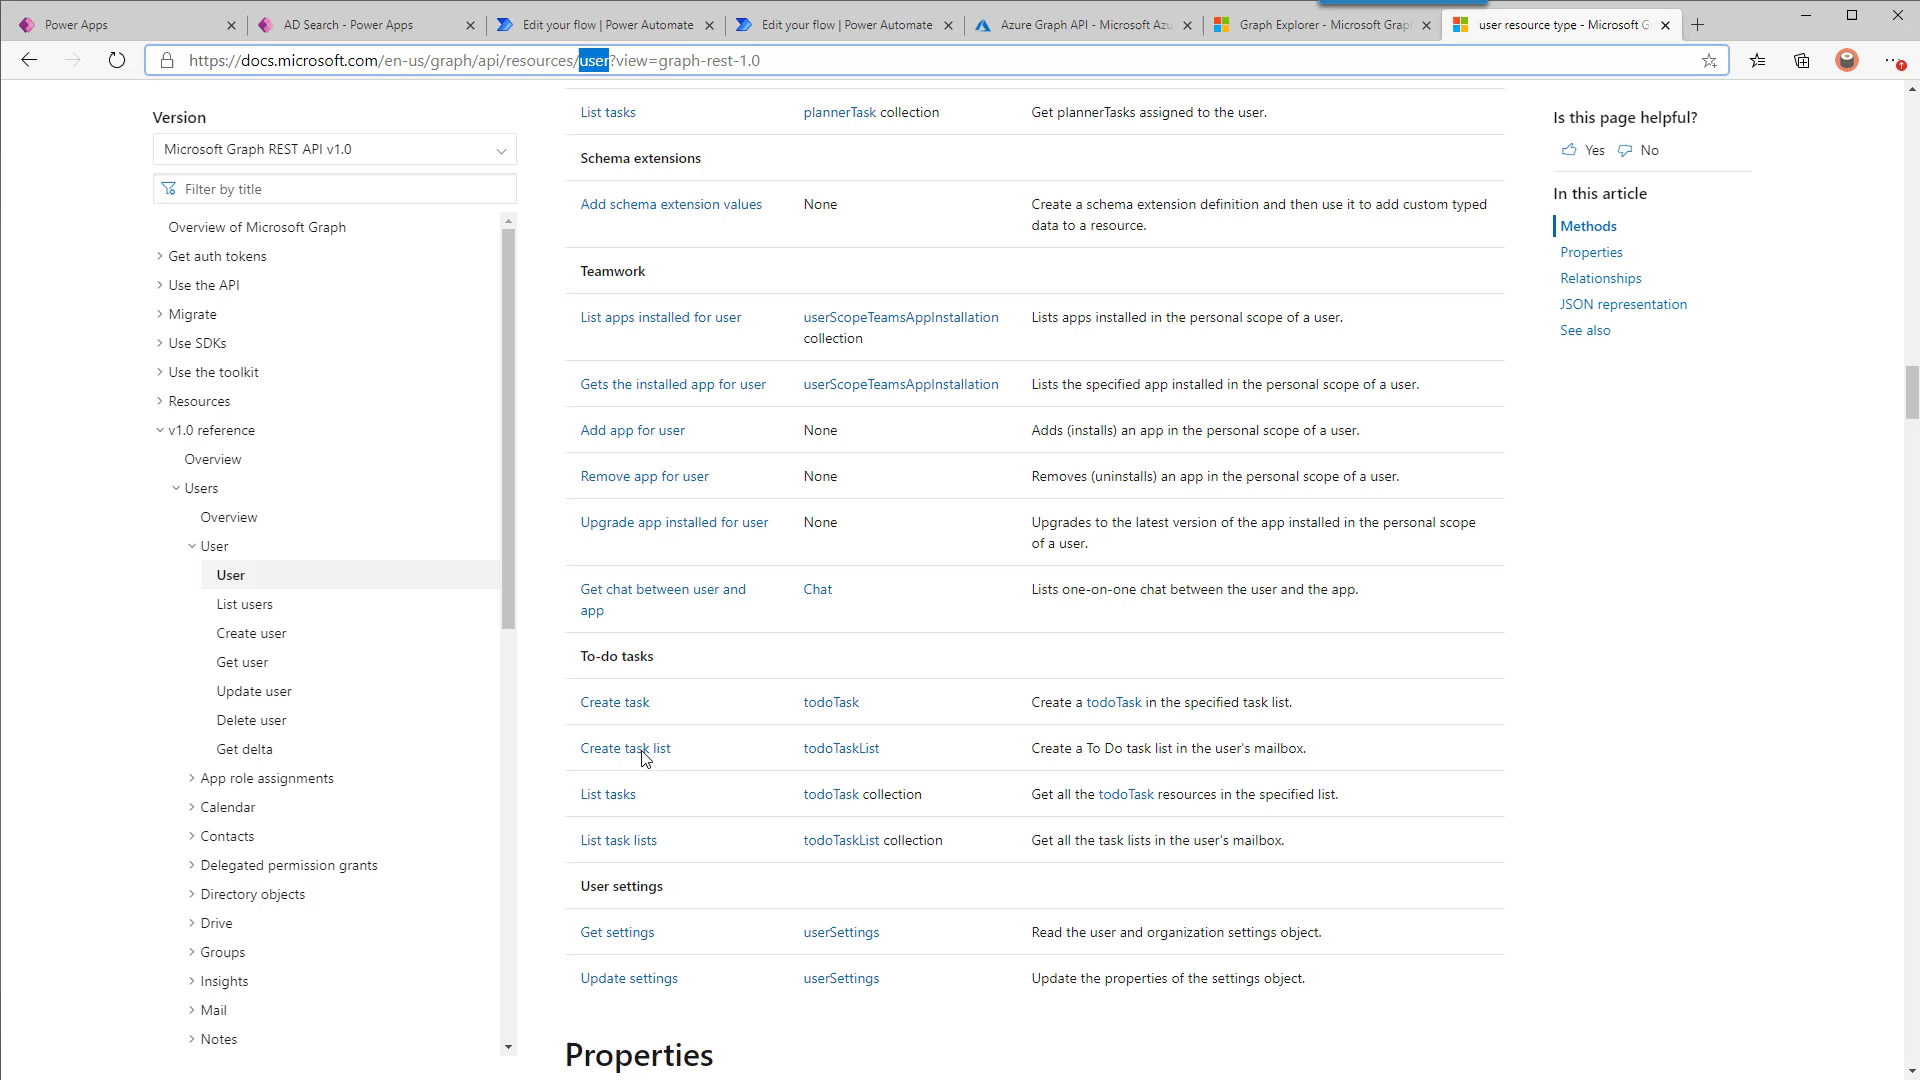 Power Apps
AD Search - Power Apps
Edit your flow | Power Automate
Edit your flow | Power Automate
Azure Graph API - Microsoft Azu
Graph Explorer - Microsoft Grap
user resource type - Microsoft G
https://docs.microsoft.com/en-us/graph/api/resources/user?view=graph-rest-1.0
Version
Microsoft Graph REST API v1.0
Filter by title
Overview of Microsoft Graph
Get auth tokens
Use the API
Migrate
Use SDKs
Use the toolkit
Resources
v1.0 reference
Overview
Users
Overview
User
User
List users
Create user
Get user
Update user
Delete user
Get delta
App role assignments
Calendar
Contacts
Delegated permission grants
Directory objects
Drive
Groups
Insights
Mail
Notes
List tasks plannerTask collection Get plannerTasks assigned to the user.
Schema extensions
Add schema extension values None Create a schema extension definition and then use it to add custom typed
data to a resource.
Teamwork
List apps installed for user userScopeTeamsAppInstallation Lists apps installed in the personal scope of a user.
collection
Gets the installed app for user userScopeTeamsAppInstallation Lists the specified app installed in the personal scope of a user.
Add app for user None Adds (installs) an app in the personal scope of a user.
Remove app for user None Removes (uninstalls) an app in the personal scope of a user.
Upgrade app installed for user None Upgrades to the latest version of the app installed in the personal scope
of a user.
Get chat between user and Chat Lists one-on-one chat between the user and the app.
app
To-do tasks
Create task todoTask Create a todoTask in the specified task list.
Create task list todoTaskList Create a To Do task list in the user's mailbox.
List tasks todoTask collection Get all the todoTask resources in the specified list.
List task lists todoTaskList collection Get all the task lists in the user's mailbox.
User settings
Get settings userSettings Read the user and organization settings object.
Update settings userSettings Update the properties of the settings object.
Properties
Is this page helpful?
Yes No
In this article
Methods
Properties
Relationships
JSON representation
See also